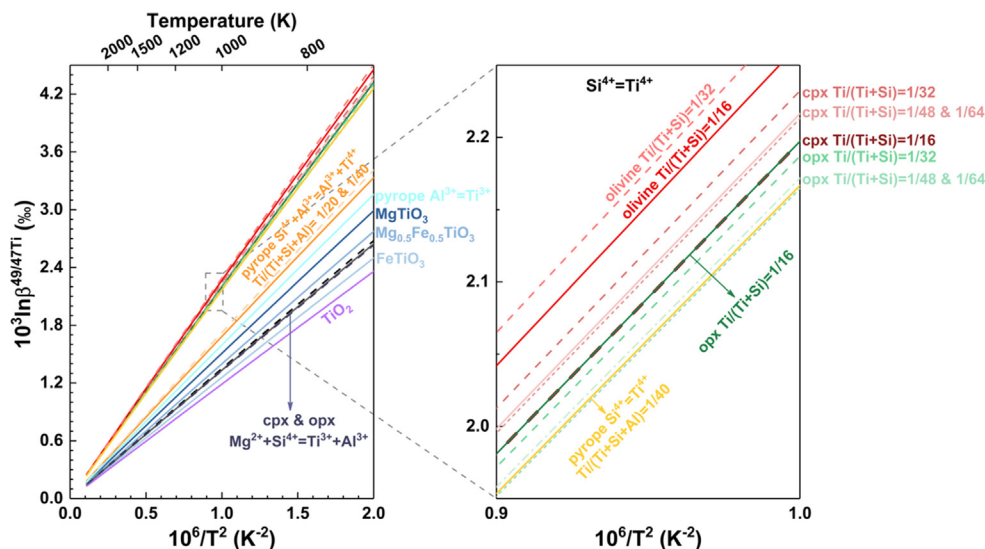 Temperature (K)
2000 1500 1200 1000 800
4.2
3.6
3.0
2.4
1.8
1.2
0.6
0.0
10³lnβ⁴⁹/⁴⁷Ti (‰)
pyrope Si⁴⁺+Al³⁺=Al³⁺+Ti⁴⁺
Ti/(Ti+Si+Al)= 1/20 & 1/40
pyrope Al³⁺=Ti³⁺
MgTiO₃
Mg₀.₅Fe₀.₅TiO₃
FeTiO₃
TiO₂
cpx & opx
Mg²⁺+Si⁴⁺=Ti³⁺+Al³⁺
0.0 0.5 1.0 1.5 2.0
10⁶/T² (K⁻²)
Si⁴⁺=Ti⁴⁺
2.2
2.1
2.0
olivine Ti/(Ti+Si)=1/32
olivine Ti/(Ti+Si)=1/16
cpx Ti/(Ti+Si)=1/32
cpx Ti/(Ti+Si)=1/48 & 1/64
cpx Ti/(Ti+Si)=1/16
opx Ti/(Ti+Si)=1/32
opx Ti/(Ti+Si)=1/48 & 1/64
opx Ti/(Ti+Si)=1/16
pyrope Si⁴⁺=Ti⁴⁺
Ti/(Ti+Si+Al)=1/40
0.9 1.0
10⁶/T² (K⁻²)